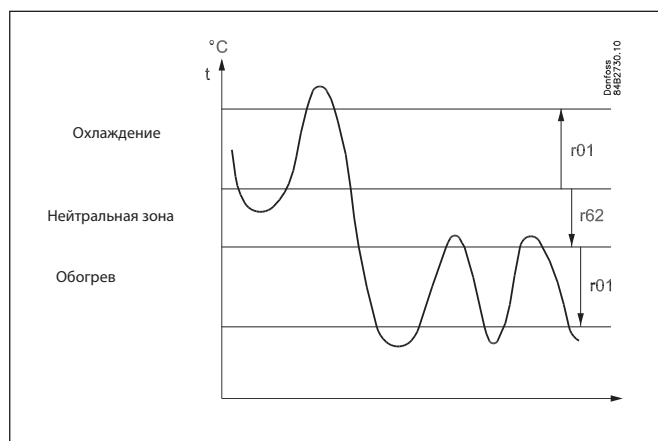 °C
t
Danfoss
84B2730.10
Охлаждение
r01
Нейтральная зона
r62
Обогрев
r01